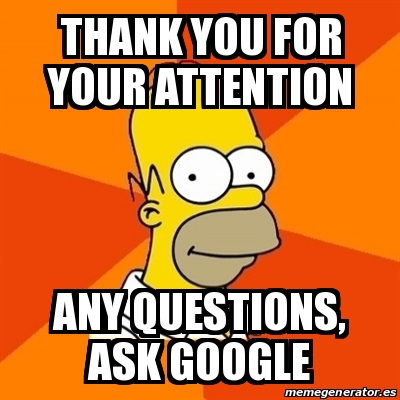 THANK YOU FOR
YOUR ATTENTION
ANY QUESTIONS,
ASK GOOGLE
memegenerator.es